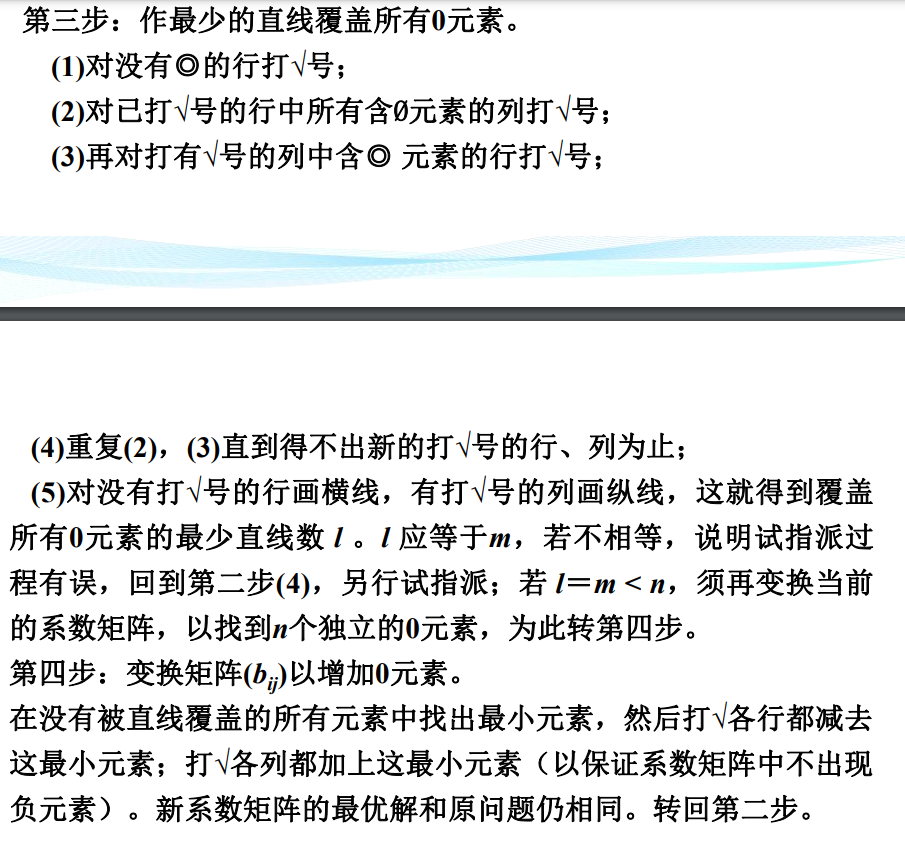 第三步：作最少的直线覆盖所有0元素。
(1)对没有◎的行打√号；
(2)对已打√号的行中所有含Ø元素的列打√号；
(3)再对打有√号的列中含◎ 元素的行打√号；
(4)重复(2)，(3)直到得不出新的打√号的行、列为止；
(5)对没有打√号的行画横线，有打√号的列画纵线，这就得到覆盖
所有0元素的最少直线数 l 。l 应等于m，若不相等，说明试指派过
程有误，回到第二步(4)，另行试指派；若 l＝m < n，须再变换当前
的系数矩阵，以找到n个独立的0元素，为此转第四步。
第四步：变换矩阵(bij)以增加0元素。
在没有被直线覆盖的所有元素中找出最小元素，然后打√各行都减去
这最小元素；打√各列都加上这最小元素（以保证系数矩阵中不出现
负元素）。新系数矩阵的最优解和原问题仍相同。转回第二步。